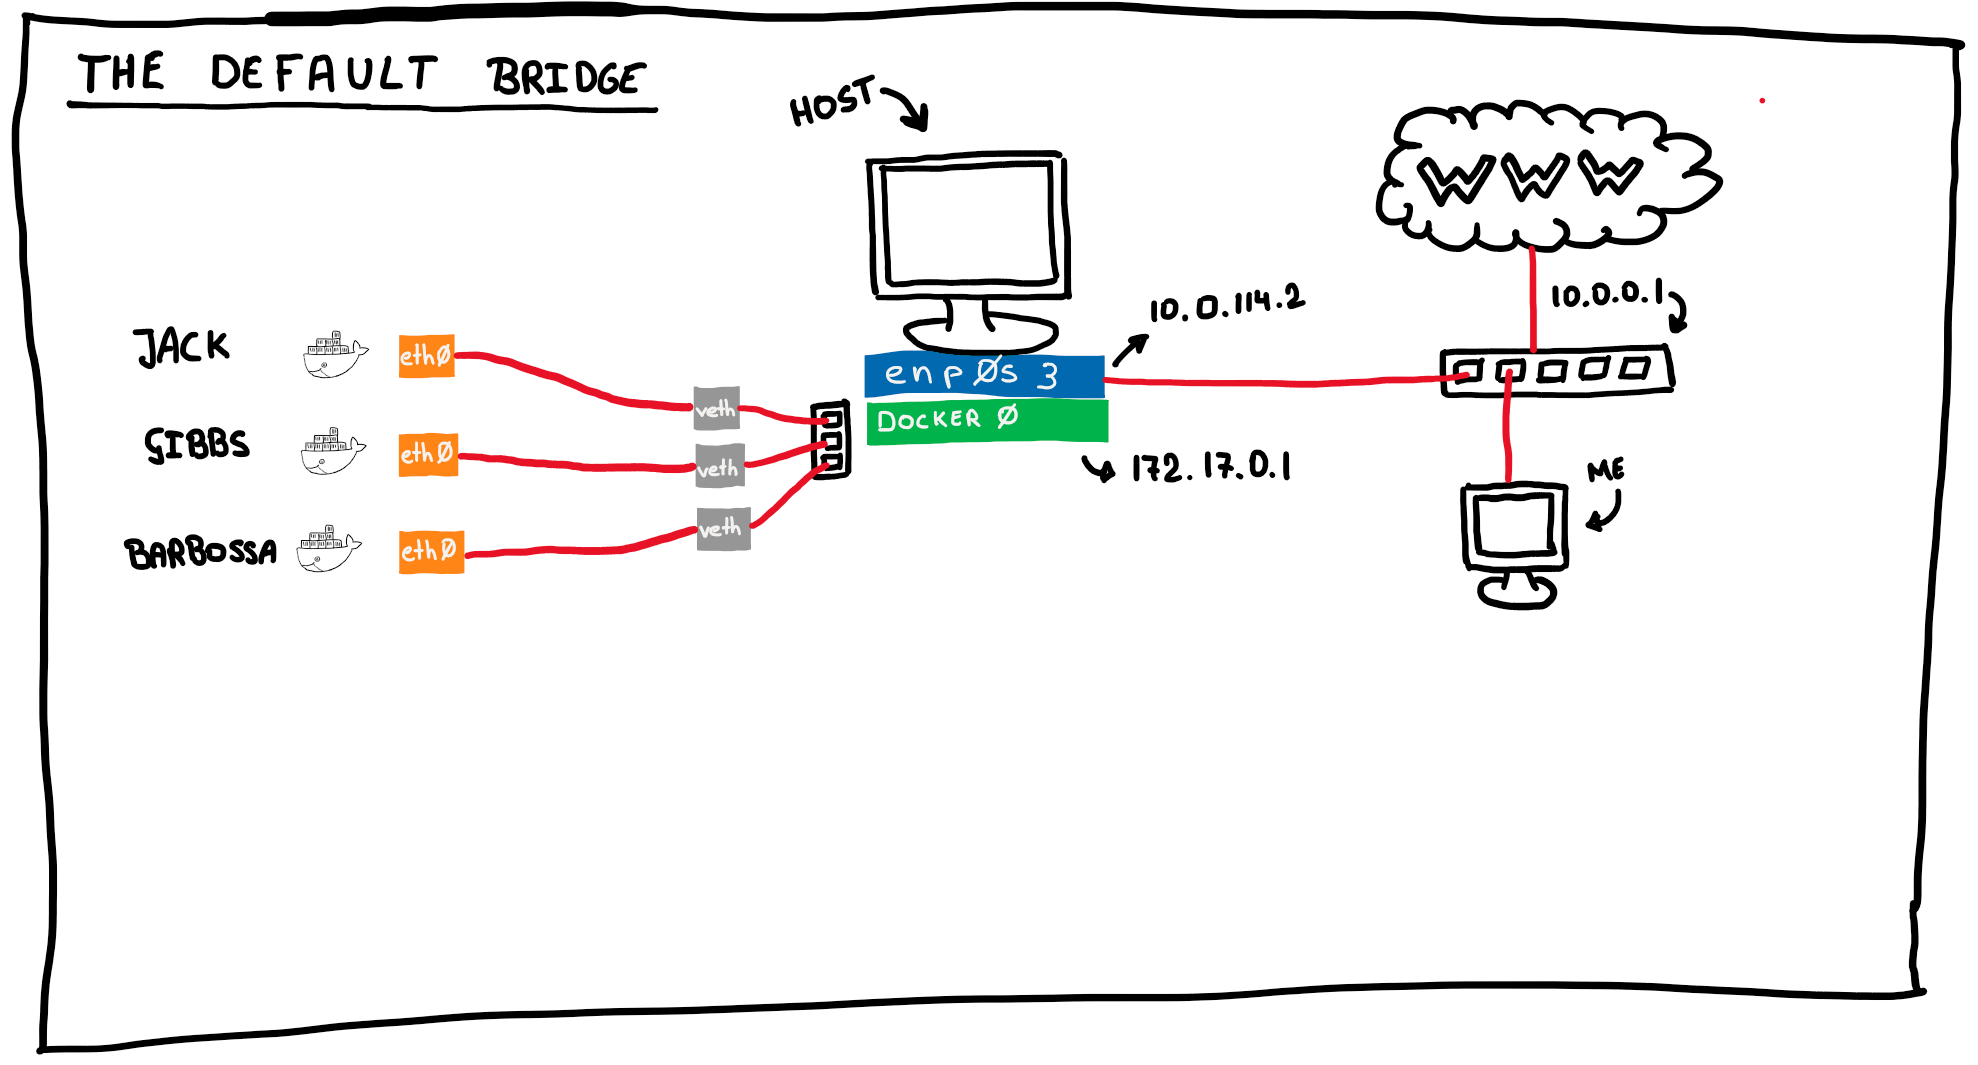 THE DEFAULT BRIDGE
HOST
WWW
10.0.114.2
10.0.0.1
JACK
eth0
enp0s3
veth
DOCKER 0
GIBBS
eth0
veth
172.17.0.1
ME
BARBOSSA
eth0
veth